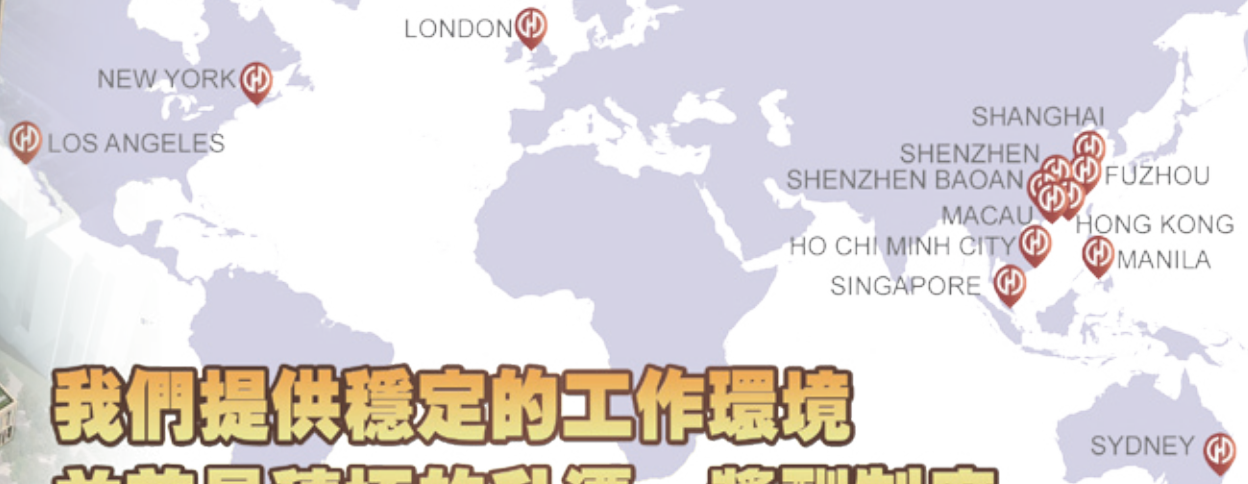 LONDON
NEW YORK
LOS ANGELES
SHANGHAI
SHENZHEN
SHENZHEN BAOAN
FUZHOU
MACAU
HONG KONG
HO CHI MINH CITY
MANILA
SINGAPORE
我們提供穩定的工作環境
SYDNEY